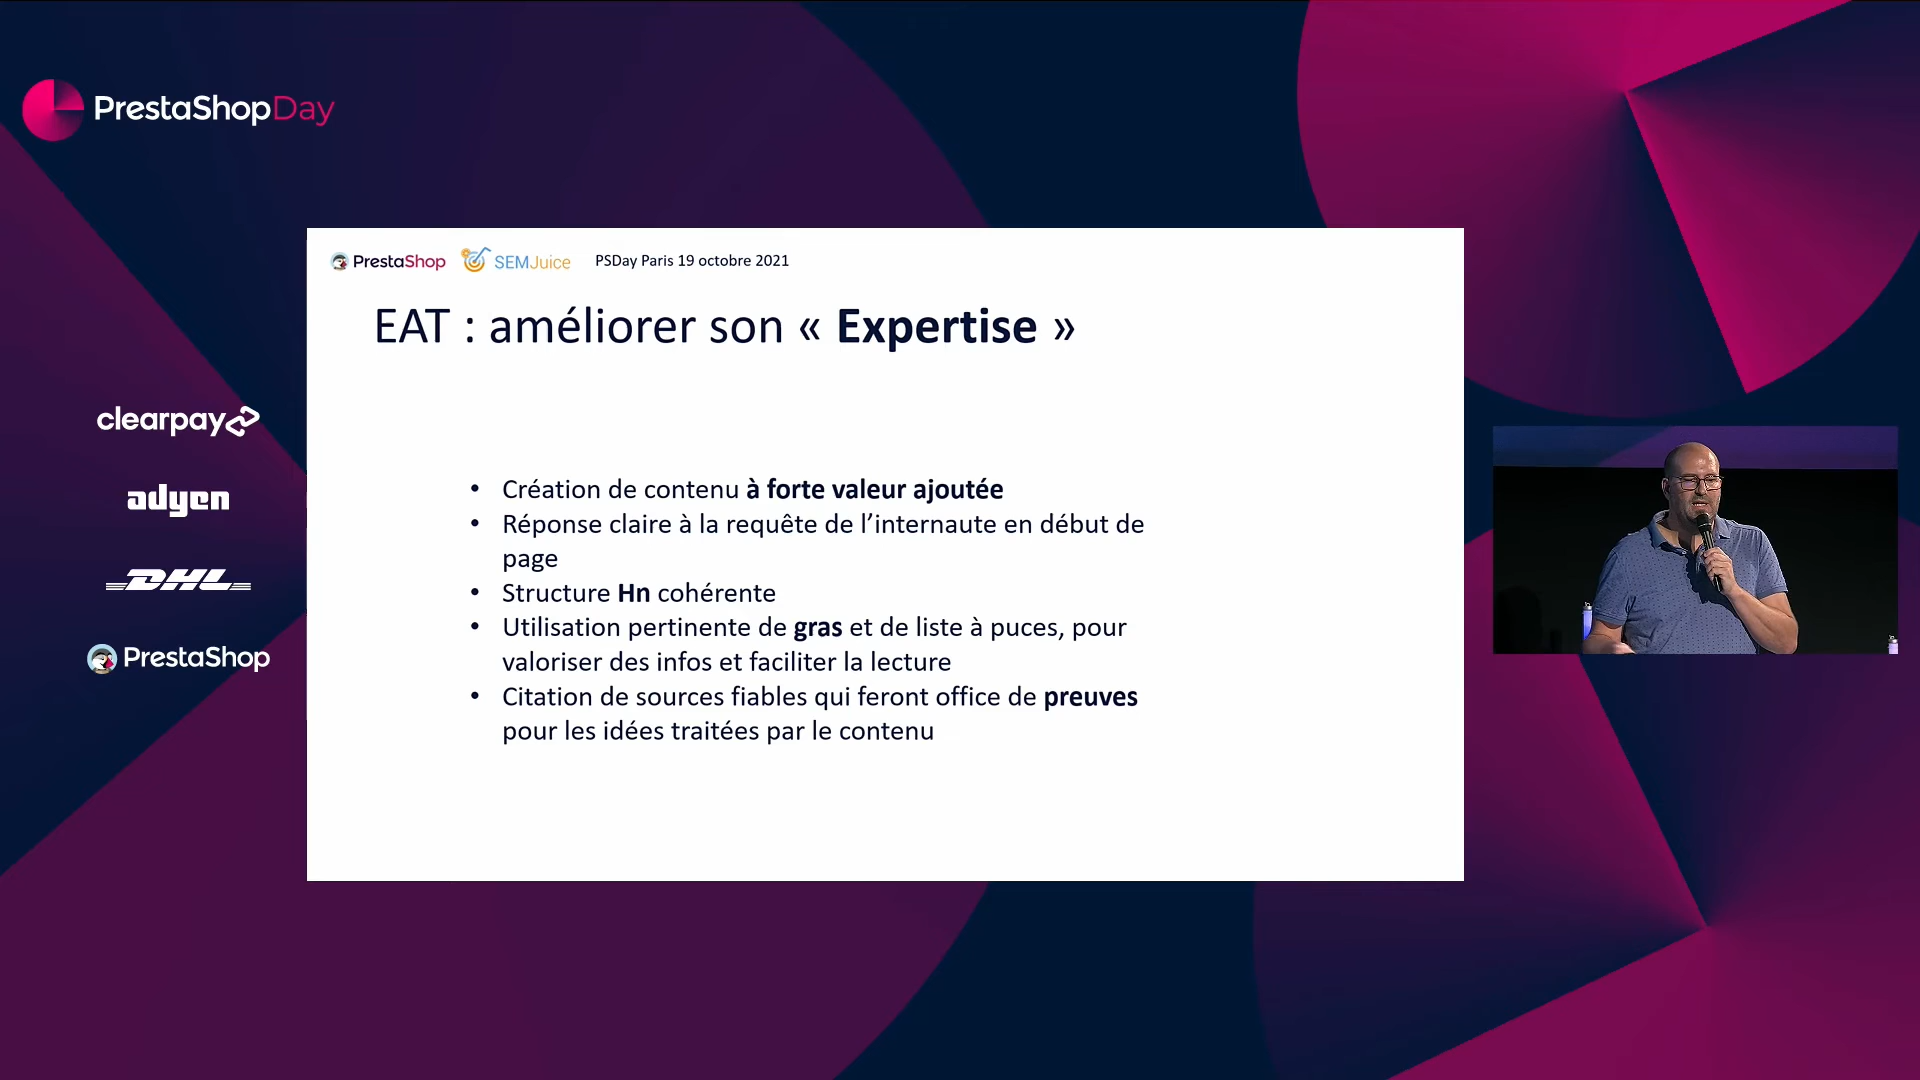 PrestaShopDay
clearpay
adyen
DHL
PrestaShop
PrestaShop SEMJuice PSDay Paris 19 octobre 2021
EAT : améliorer son « Expertise »
• Création de contenu à forte valeur ajoutée
• Réponse claire à la requête de l’internaute en début de
page
• Structure Hn cohérente
• Utilisation pertinente de gras et de liste à puces, pour
valoriser des infos et faciliter la lecture
• Citation de sources fiables qui feront office de preuves
pour les idées traitées par le contenu